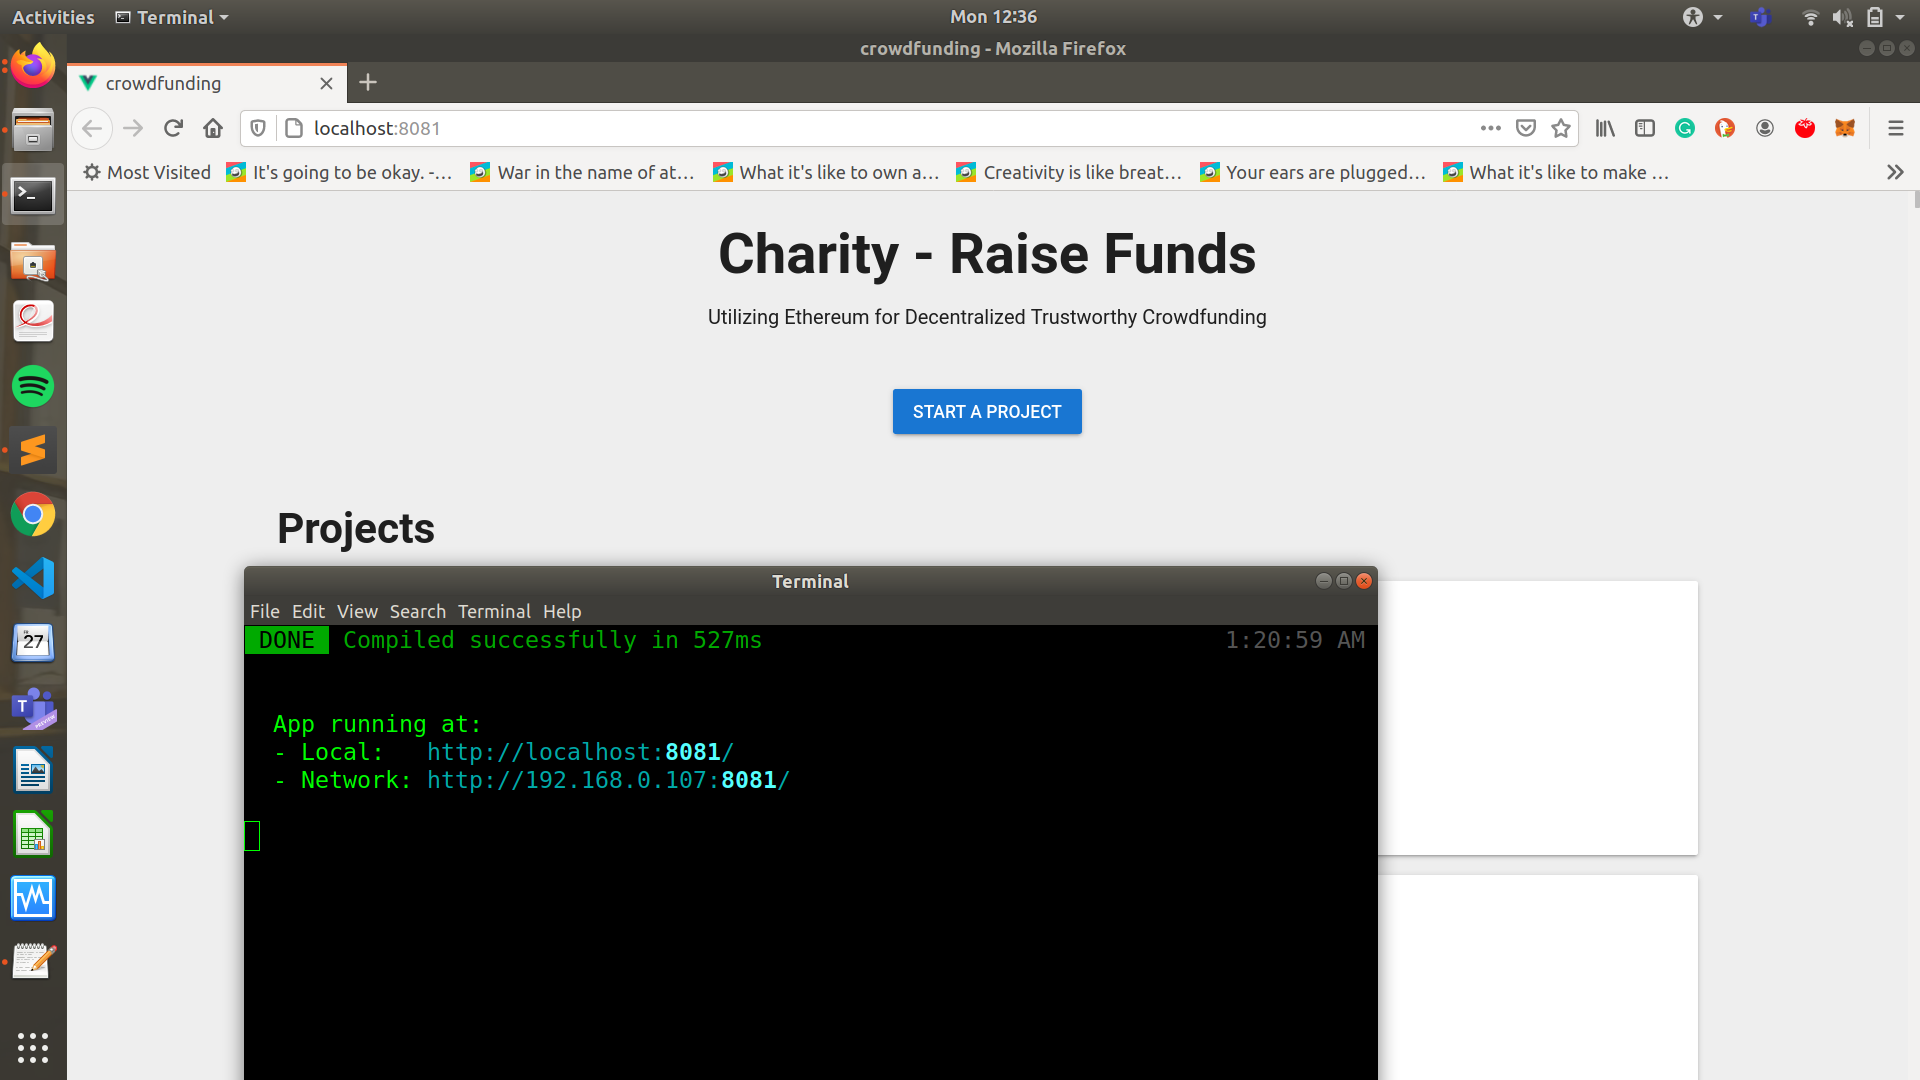 Activities
Terminal
Mon 12:36
crowdfunding - Mozilla Firefox
crowdfunding
localhost:8081
Most Visited
It's going to be okay. -…
War in the name of at…
What it's like to own a…
Creativity is like breat…
Your ears are plugged…
What it's like to make …
Charity - Raise Funds
Utilizing Ethereum for Decentralized Trustworthy Crowdfunding
START A PROJECT
Projects
Terminal
File Edit View Search Terminal Help
DONE Compiled successfully in 527ms 1:20:59 AM
App running at:
- Local: http://localhost:8081/
- Network: http://192.168.0.107:8081/
27